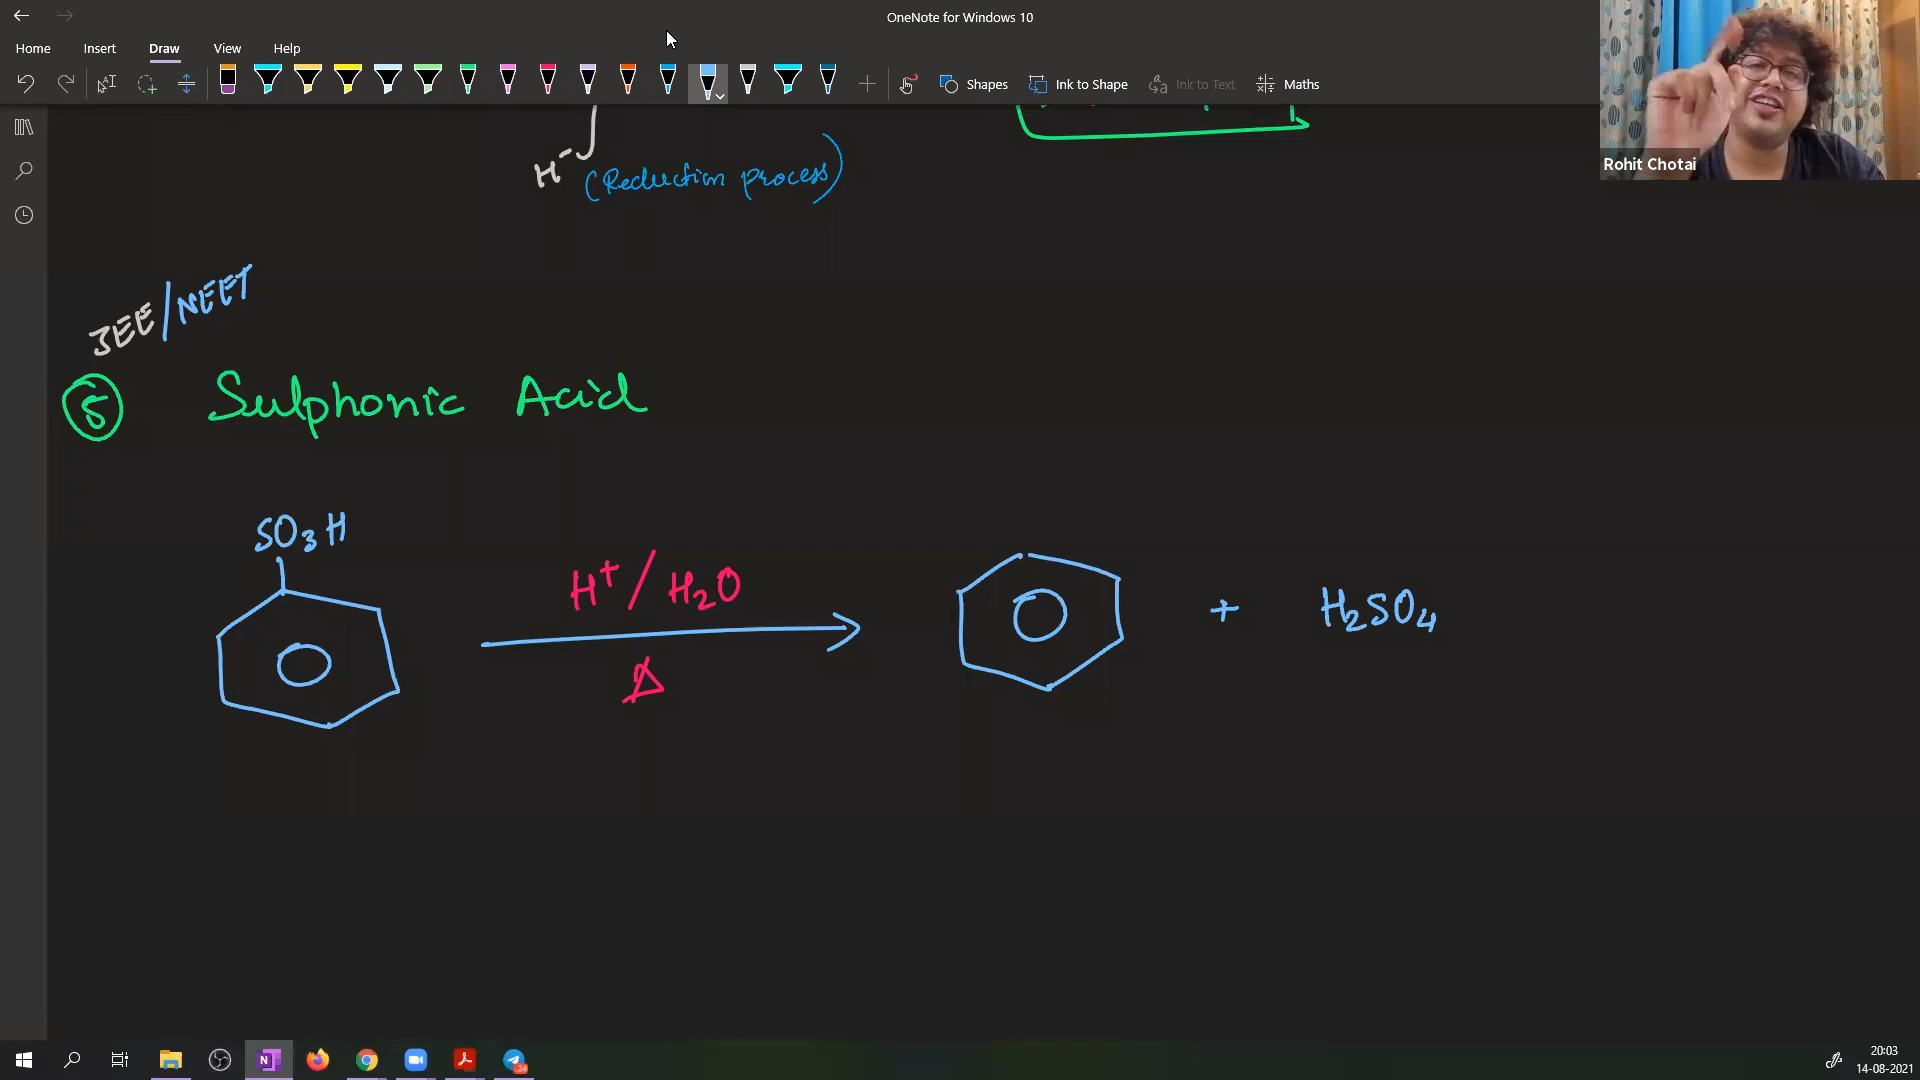 OneNote for Windows 10
Home Insert Draw View Help
Shapes Ink to Shape Ink to Text Maths
Rohit Chotai
H⁻
(Reduction process)
JEE/NEET
5 Sulphonic Acid
SO₃H
H⁺/H₂O
Δ
+ H₂SO₄
24
20:03
14-08-2021